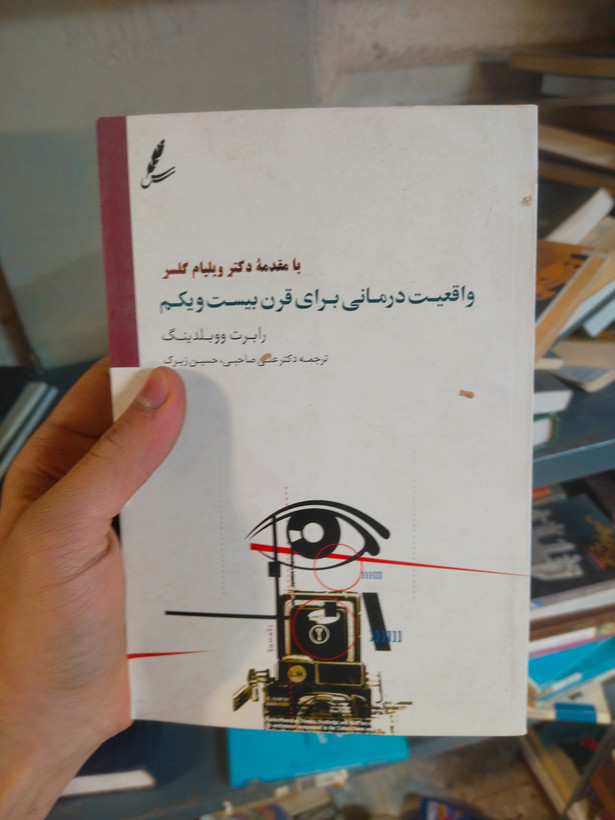 با مقدمهٔ دکتر ویلیام گلسر
واقعیت درمانی برای قرن بیست و یکم
رابرت ووبلدینگ
ترجمه دکتر علی صاحبی، حسین زیرک